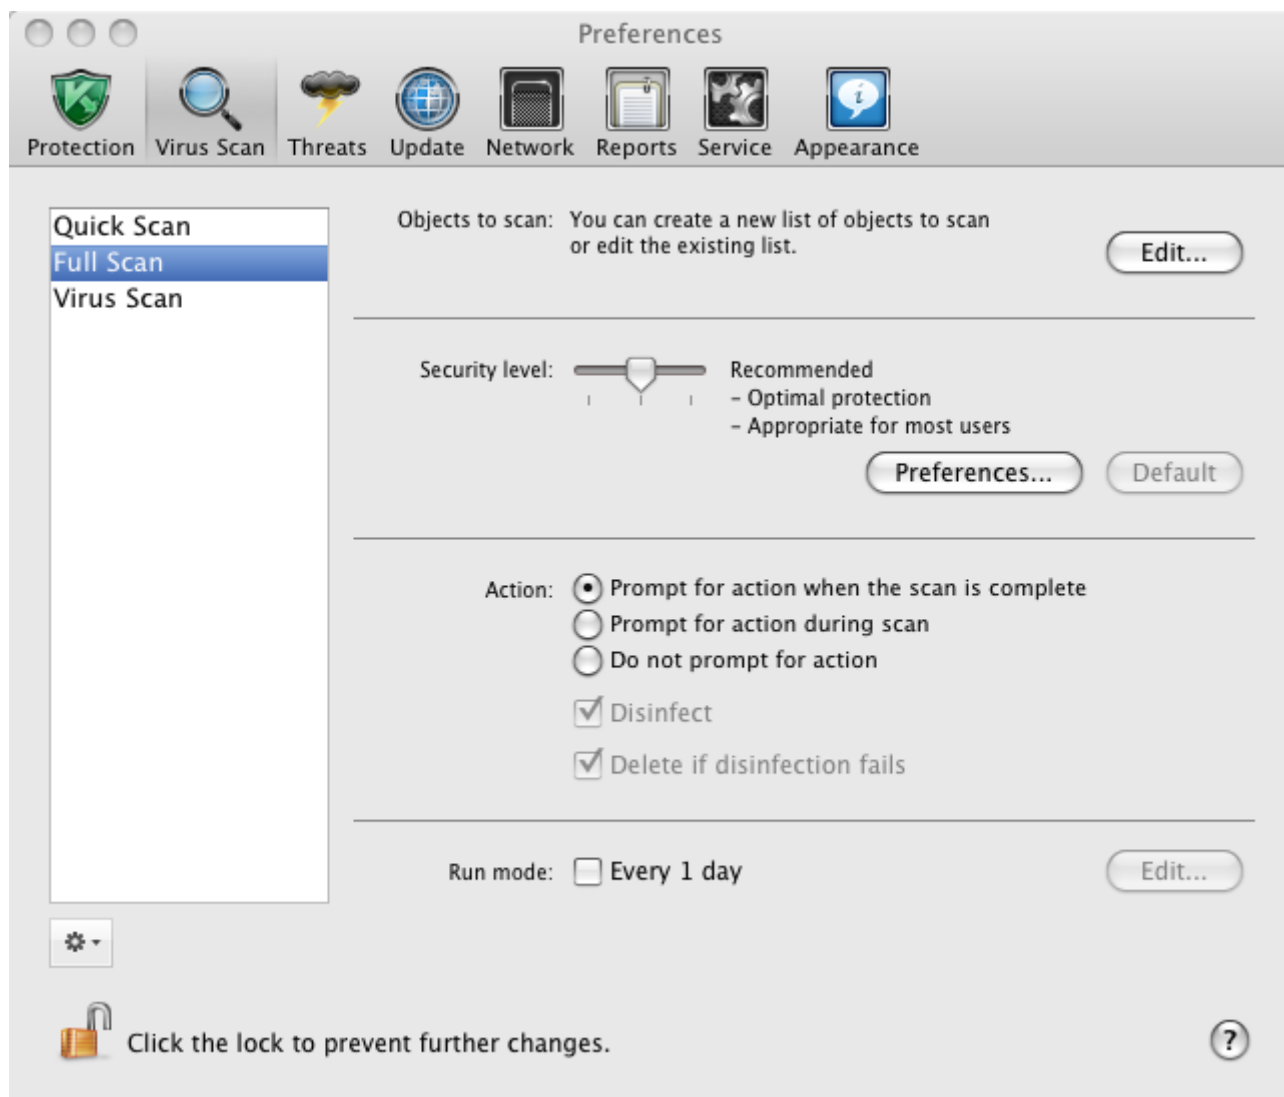 Preferences
Protection Virus Scan Threats Update Network Reports Service Appearance
Quick Scan
Full Scan
Virus Scan
Objects to scan: You can create a new list of objects to scan
or edit the existing list.
Edit...
Security level: Recommended
– Optimal protection
– Appropriate for most users
Preferences... Default
Action: Prompt for action when the scan is complete
Prompt for action during scan
Do not prompt for action
Disinfect
Delete if disinfection fails
Run mode: Every 1 day Edit...
Click the lock to prevent further changes. ?